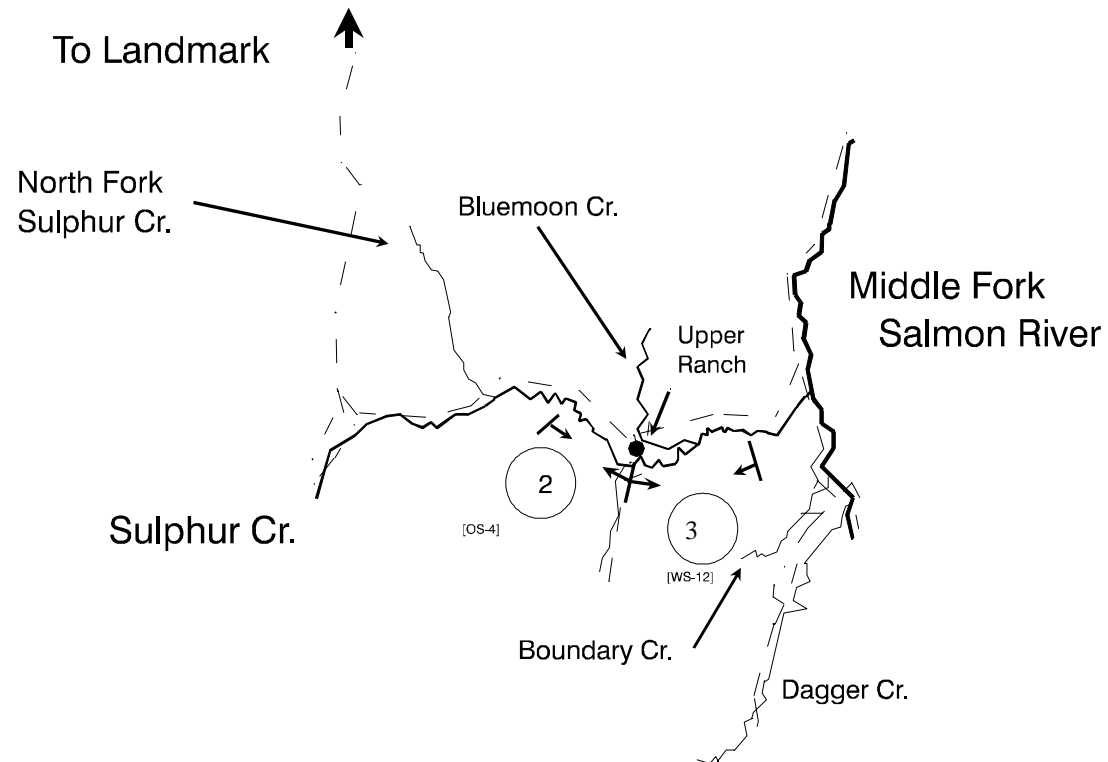 To Landmark
North Fork
Sulphur Cr.
Bluemoon Cr.
Middle Fork
Salmon River
Upper
Ranch
2
3
Sulphur Cr.
[OS-4]
[WS-12]
Boundary Cr.
Dagger Cr.